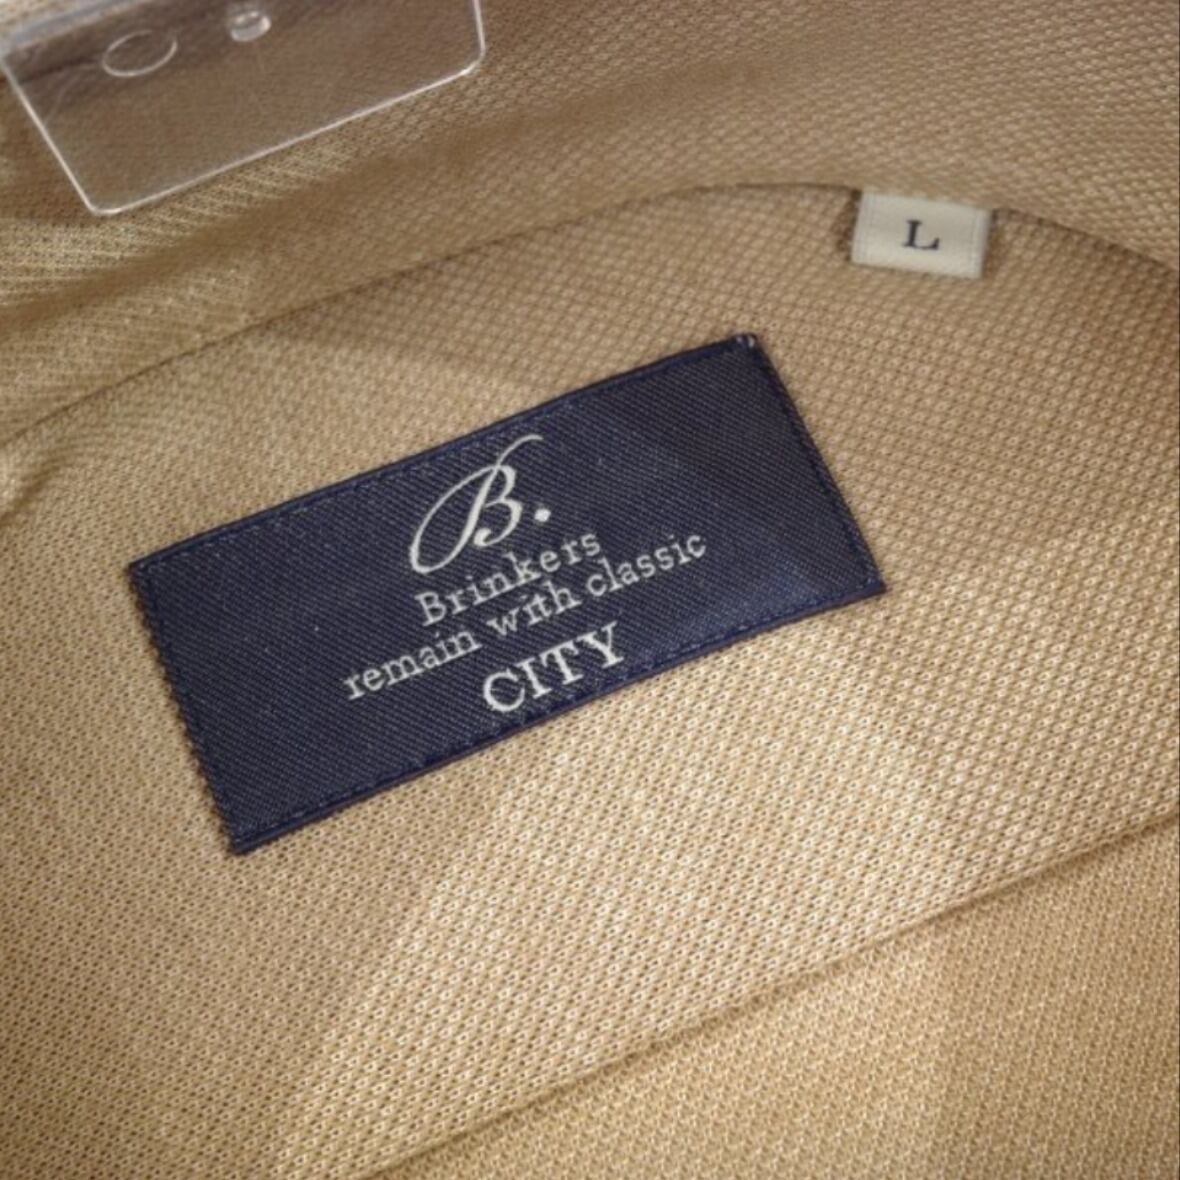 L
B.
Brinkers
remain with classic
CITY